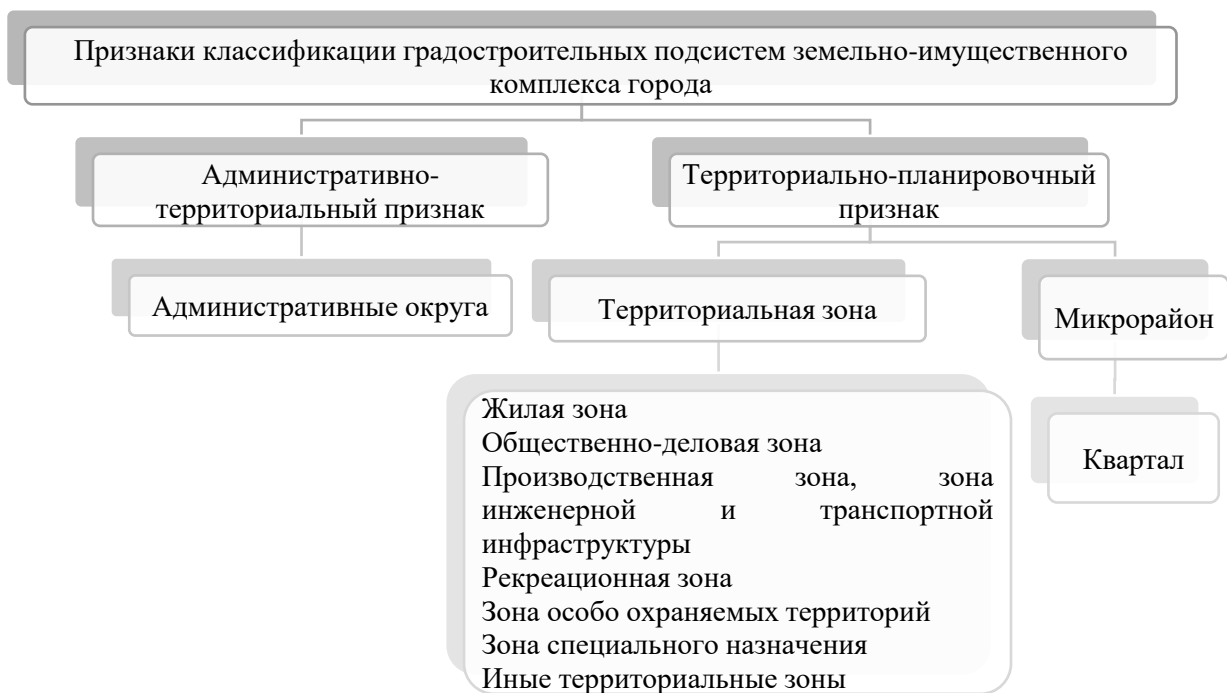 Признаки классификации градостроительных подсистем земельно-имущественного
комплекса города
Административно-
территориальный признак
Территориально-планировочный
признак
Административные округа
Территориальная зона
Микрорайон
Жилая зона
Общественно-деловая зона
Производственная зона, зона
инженерной и транспортной
инфраструктуры
Рекреационная зона
Зона особо охраняемых территорий
Зона специального назначения
Иные территориальные зоны
Квартал